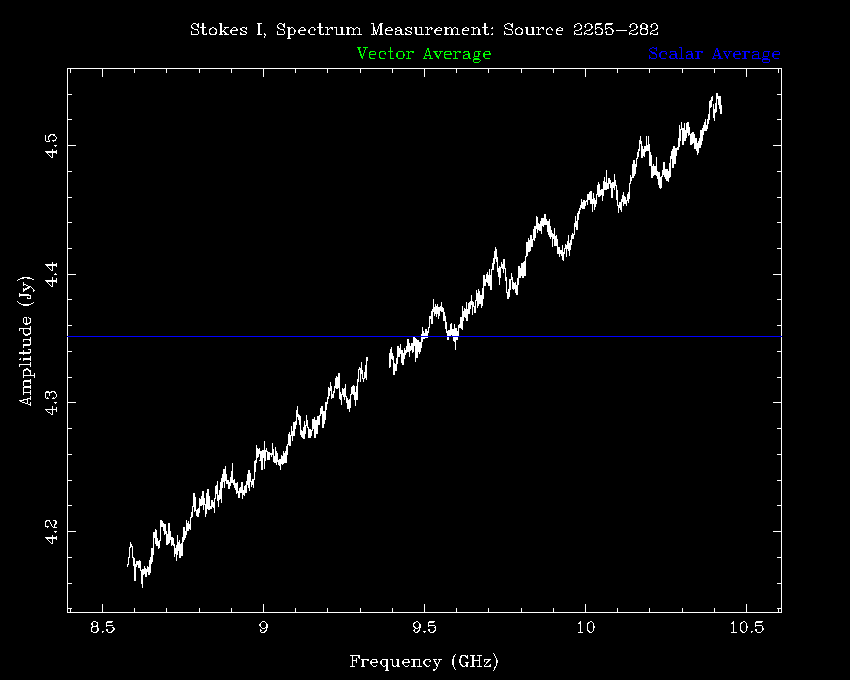 Stokes I, Spectrum Measurement: Source 2255−282
Vector Average Scalar Average
4.5
4.4
4.3
4.2
Amplitude (Jy)
8.5 9 9.5 10 10.5
Frequency (GHz)